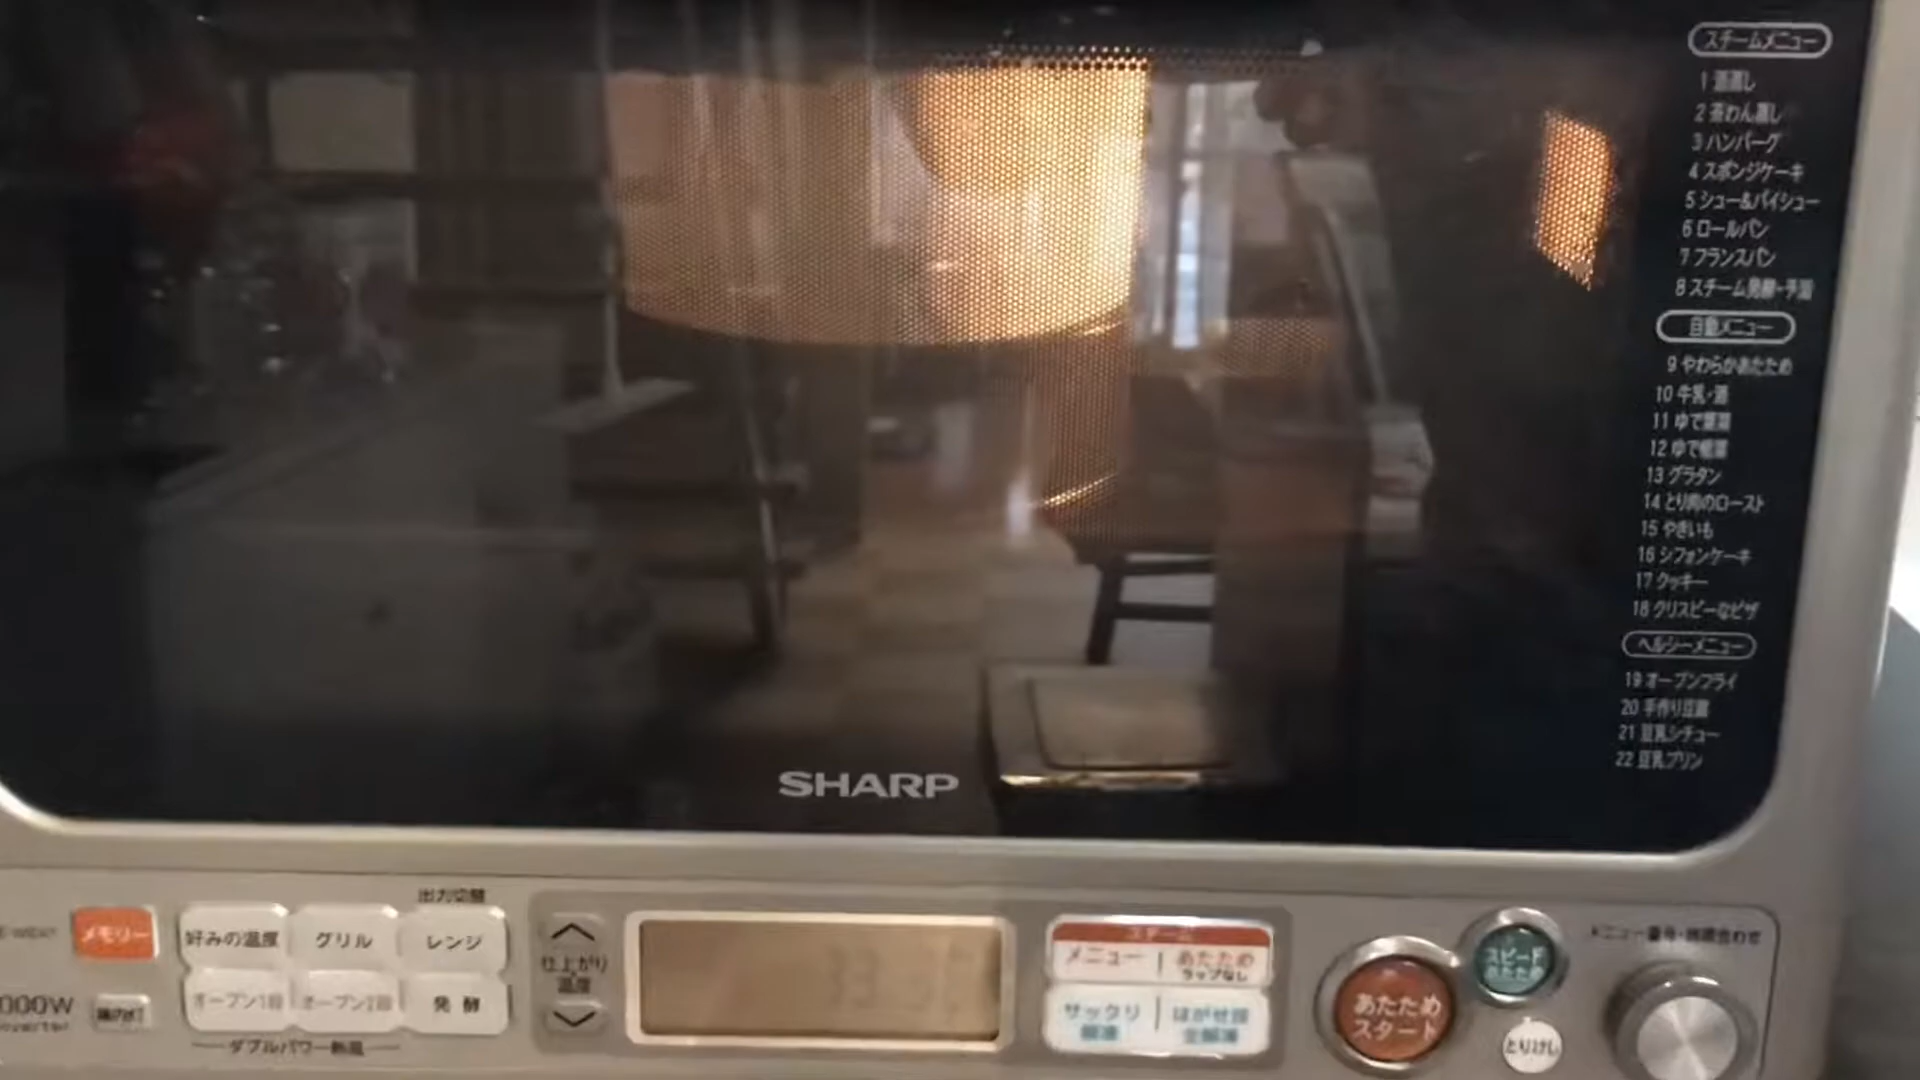 スチームメニュー
1 酒蒸し
2 茶わん蒸し
3 ハンバーグ
4 スポンジケーキ
5 シュー&パイシュー
6 ロールパン
7 フランスパン
8 スチーム発酵・予温
自動メニュー
9 やわらかあたため
10 牛乳・酒
11 ゆで葉菜
12 ゆで根菜
13 グラタン
14 とり肉のロースト
15 やきいも
16 シフォンケーキ
17 クッキー
18 クリスピーなピザ
ヘルシーメニュー
19 オーブンフライ
20 手作り豆腐
21 豆乳シチュー
22 豆乳プリン
SHARP
出力切替
メモリー
好みの温度
グリル
レンジ
オーブン1段
オーブン2段
発酵
ダブルパワー熱風
000W
仕上がり
温度
スチーム
メニュー
あたため
ラップなし
サックリ
解凍
はがせる
全解凍
あたため
スタート
スピード
あたため
とりけし
メニュー番号・時間合わせ